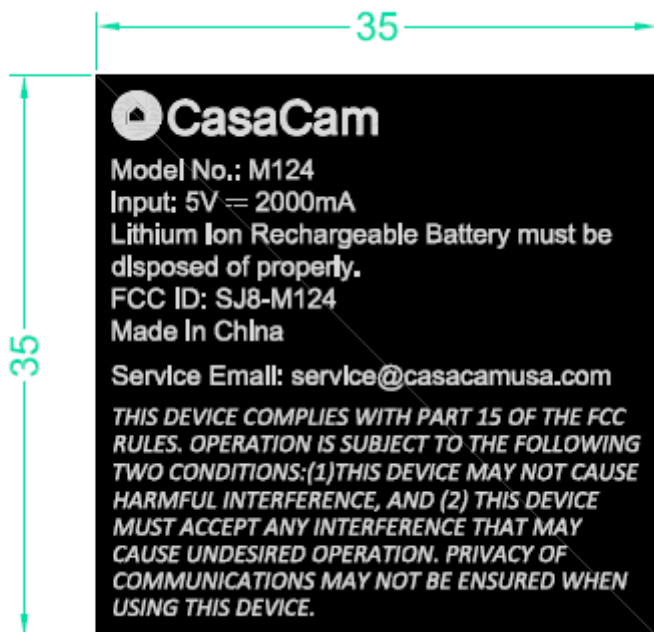 35
35
CasaCam
Model No.: M124
Input: 5V ⎓ 2000mA
Lithium Ion Rechargeable Battery must be
disposed of properly.
FCC ID: SJ8-M124
Made in China
Service Email: service@casacamusa.com
THIS DEVICE COMPLIES WITH PART 15 OF THE FCC
RULES. OPERATION IS SUBJECT TO THE FOLLOWING
TWO CONDITIONS:(1)THIS DEVICE MAY NOT CAUSE
HARMFUL INTERFERENCE, AND (2) THIS DEVICE
MUST ACCEPT ANY INTERFERENCE THAT MAY
CAUSE UNDESIRED OPERATION. PRIVACY OF
COMMUNICATIONS MAY NOT BE ENSURED WHEN
USING THIS DEVICE.